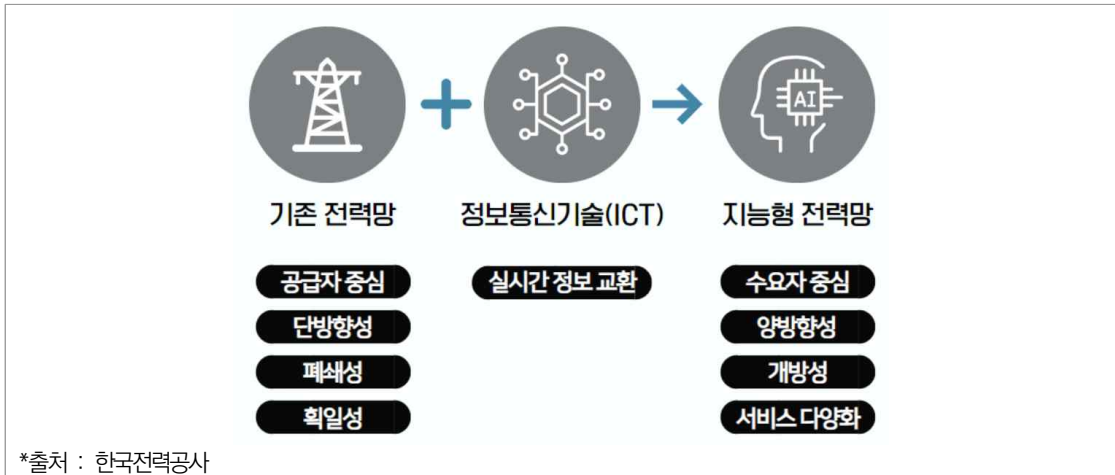 AI
기존 전력망
정보통신기술(ICT)
지능형 전력망
공급자 중심
실시간 정보 교환
수요자 중심
단방향성
양방향성
폐쇄성
개방성
획일성
서비스 다양화
*출처 : 한국전력공사